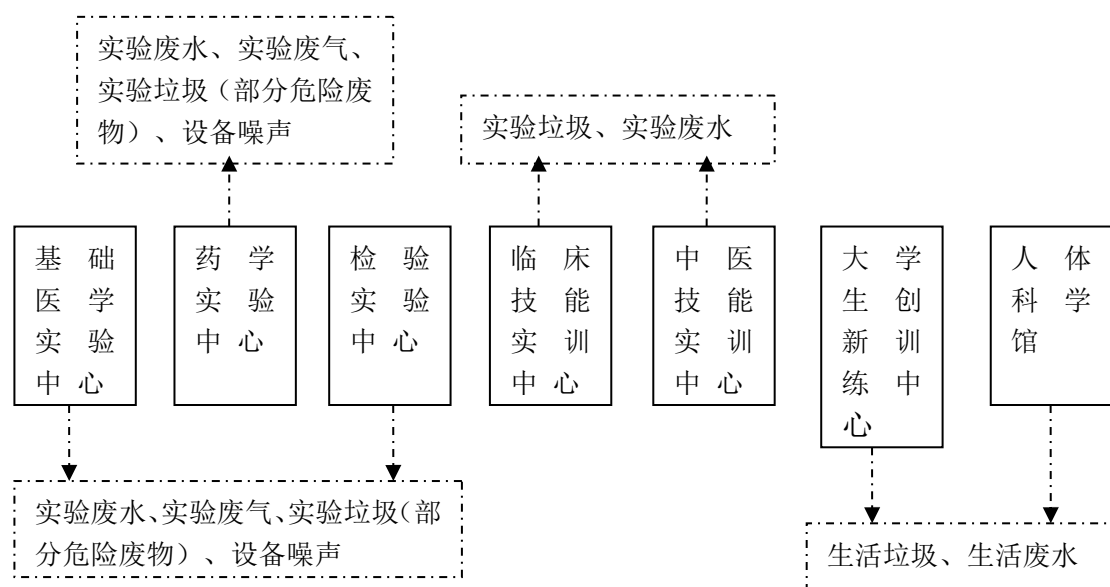 实验废水、实验废气、
实验垃圾（部分危险废
物）、设备噪声
实验垃圾、实验废水
基础
医学
实验
中心
药学
实验
中心
检验
实验
中心
临床
技能
实训
中心
中医
技能
实训
中心
大学
生创
新训
练中
心
人体
科学
馆
实验废水、实验废气、实验垃圾（部
分危险废物）、设备噪声
生活垃圾、生活废水